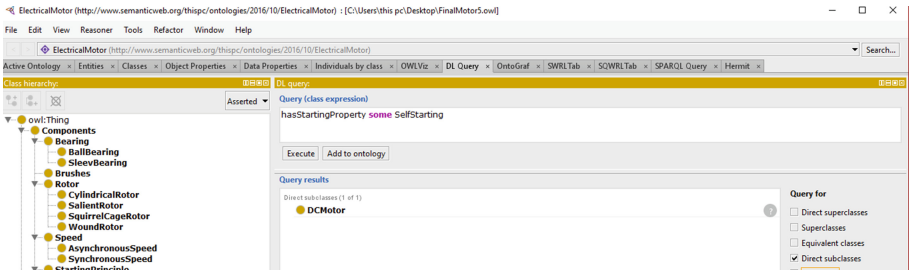 ElectricalMotor (http://www.semanticweb.org/thispc/ontologies/2016/10/ElectricalMotor) : [C:\Users\this pc\Desktop\FinalMotor5.owl]
File Edit View Reasoner Tools Refactor Window Help
ElectricalMotor (http://www.semanticweb.org/thispc/ontologies/2016/10/ElectricalMotor) Search...
Active Ontology × Entities × Classes × Object Properties × Data Properties × Individuals by class × OWLViz × DL Query × OntoGraf × SWRLTab × SQWRLTab × SPARQL Query × Hermit ×
Class hierarchy:
Asserted
owl:Thing
Components
Bearing
BallBearing
SleevBearing
Brushes
Rotor
CylindricalRotor
SalientRotor
SquirrelCageRotor
WoundRotor
Speed
AsynchronousSpeed
SynchronousSpeed
StartingPrinciple
DL query:
Query (class expression)
hasStartingProperty some SelfStarting
Execute Add to ontology
Query results
Direct subclasses (1 of 1)
DCMotor ?
Query for
Direct superclasses
Superclasses
Equivalent classes
Direct subclasses